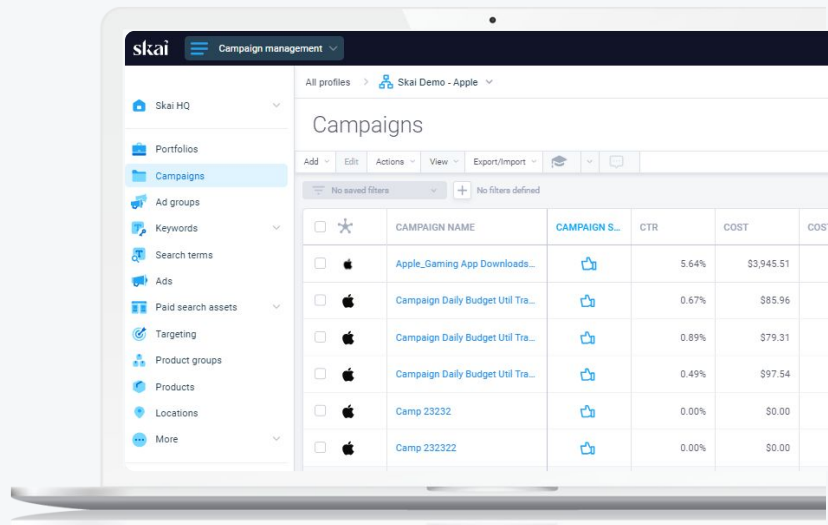 skai
Campaign management
All profiles > Skai Demo - Apple
Skai HQ
Portfolios
Campaigns
Ad groups
Keywords
Search terms
Ads
Paid search assets
Targeting
Product groups
Products
Locations
More
Campaigns
Add Edit Actions View Export/Import
No saved filters + No filters defined
CAMPAIGN NAME CAMPAIGN S... CTR COST COS
Apple_Gaming App Downloads... 5.64% $3,945.51
Campaign Daily Budget Util Tra... 0.67% $85.96
Campaign Daily Budget Util Tra... 0.89% $79.31
Campaign Daily Budget Util Tra... 0.49% $97.54
Camp 23232 0.00% $0.00
Camp 232322 0.00% $0.00